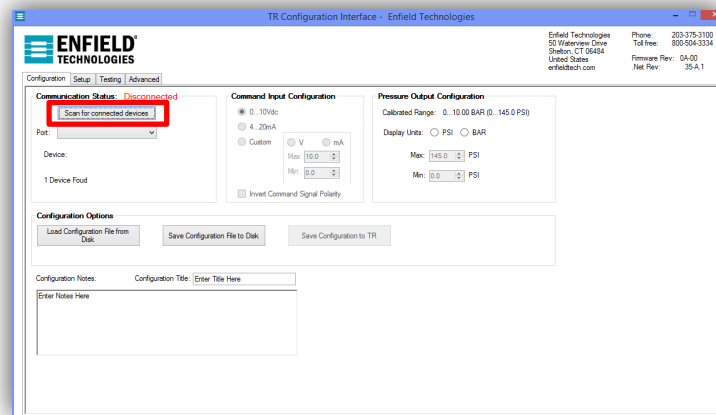 TR Configuration Interface - Enfield Technologies
ENFIELD®
TECHNOLOGIES
Enfield Technologies
50 Waterview Drive
Shelton, CT 06484
United States
enfieldtech.com
Phone: 203-375-3100
Toll free: 800-504-3334
Firmware Rev: 0A-00
.Net Rev: 35-A.1
Configuration Setup Testing Advanced
Communication Status: Disconnected
Scan for connected devices
Port:
Device:
1 Device Foud
Command Input Configuration
0...10Vdc
4...20mA
Custom V mA
Max 10.0
Min 0.0
Invert Command Signal Polarity
Pressure Output Configuration
Calibrated Range: 0...10.00 BAR (0...145.0 PSI)
Display Units: PSI BAR
Max: 145.0 PSI
Min: 0.0 PSI
Configuration Options
Load Configuration File from
Disk
Save Configuration File to Disk
Save Configuration to TR
Configuration Notes: Configuration Title: Enter Title Here
Enter Notes Here